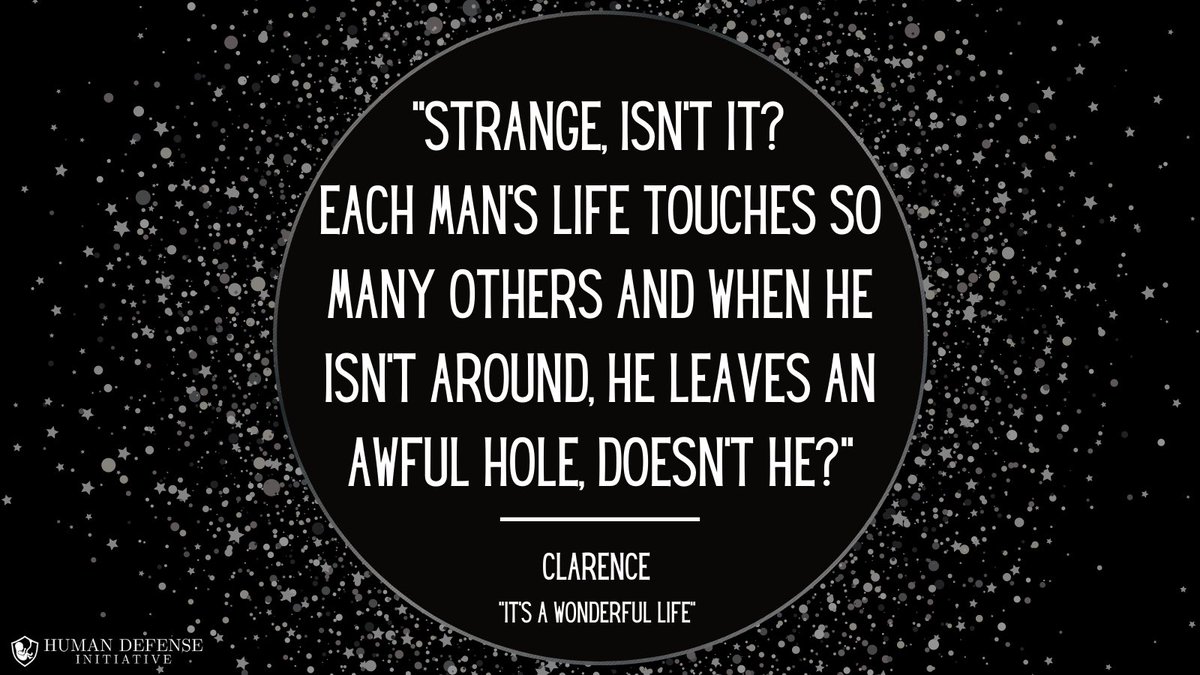 "STRANGE, ISN'T IT?
EACH MAN'S LIFE TOUCHES SO
MANY OTHERS AND WHEN HE
ISN'T AROUND, HE LEAVES AN
AWFUL HOLE, DOESN'T HE?"
CLARENCE
"IT'S A WONDERFUL LIFE"
HUMAN DEFENSE
INITIATIVE